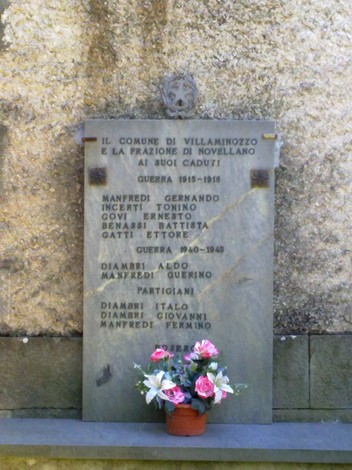 IL COMUNE DI VILLAMINOZZO
E LA FRAZIONE DI NOVELLANO
AI SUOI CADUTI
GUERRA 1915-1918
MANFREDI GERNANDO
INCERTI TONINO
GOVI ERNESTO
BENASSI BATTISTA
GATTI ETTORE
GUERRA 1940-1945
DIAMBRI ALDO
MANFREDI GUERINO
PARTIGIANI
DIAMBRI ITALO
DIAMBRI GIOVANNI
MANFREDI FERMINO
POSERO